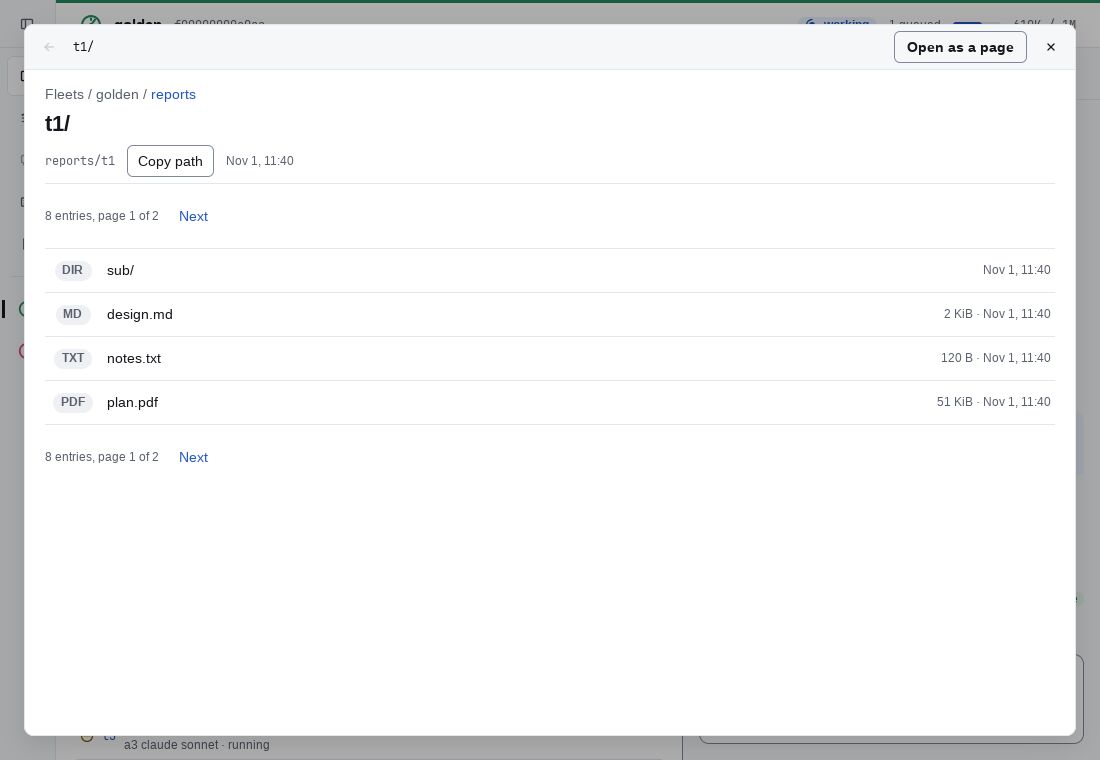 t1/
Open as a page
Fleets / golden / reports
t1/
reports/t1 Copy path Nov 1, 11:40
8 entries, page 1 of 2 Next
DIR sub/ Nov 1, 11:40
MD design.md 2 KiB · Nov 1, 11:40
TXT notes.txt 120 B · Nov 1, 11:40
PDF plan.pdf 51 KiB · Nov 1, 11:40
8 entries, page 1 of 2 Next
a3 claude sonnet · running